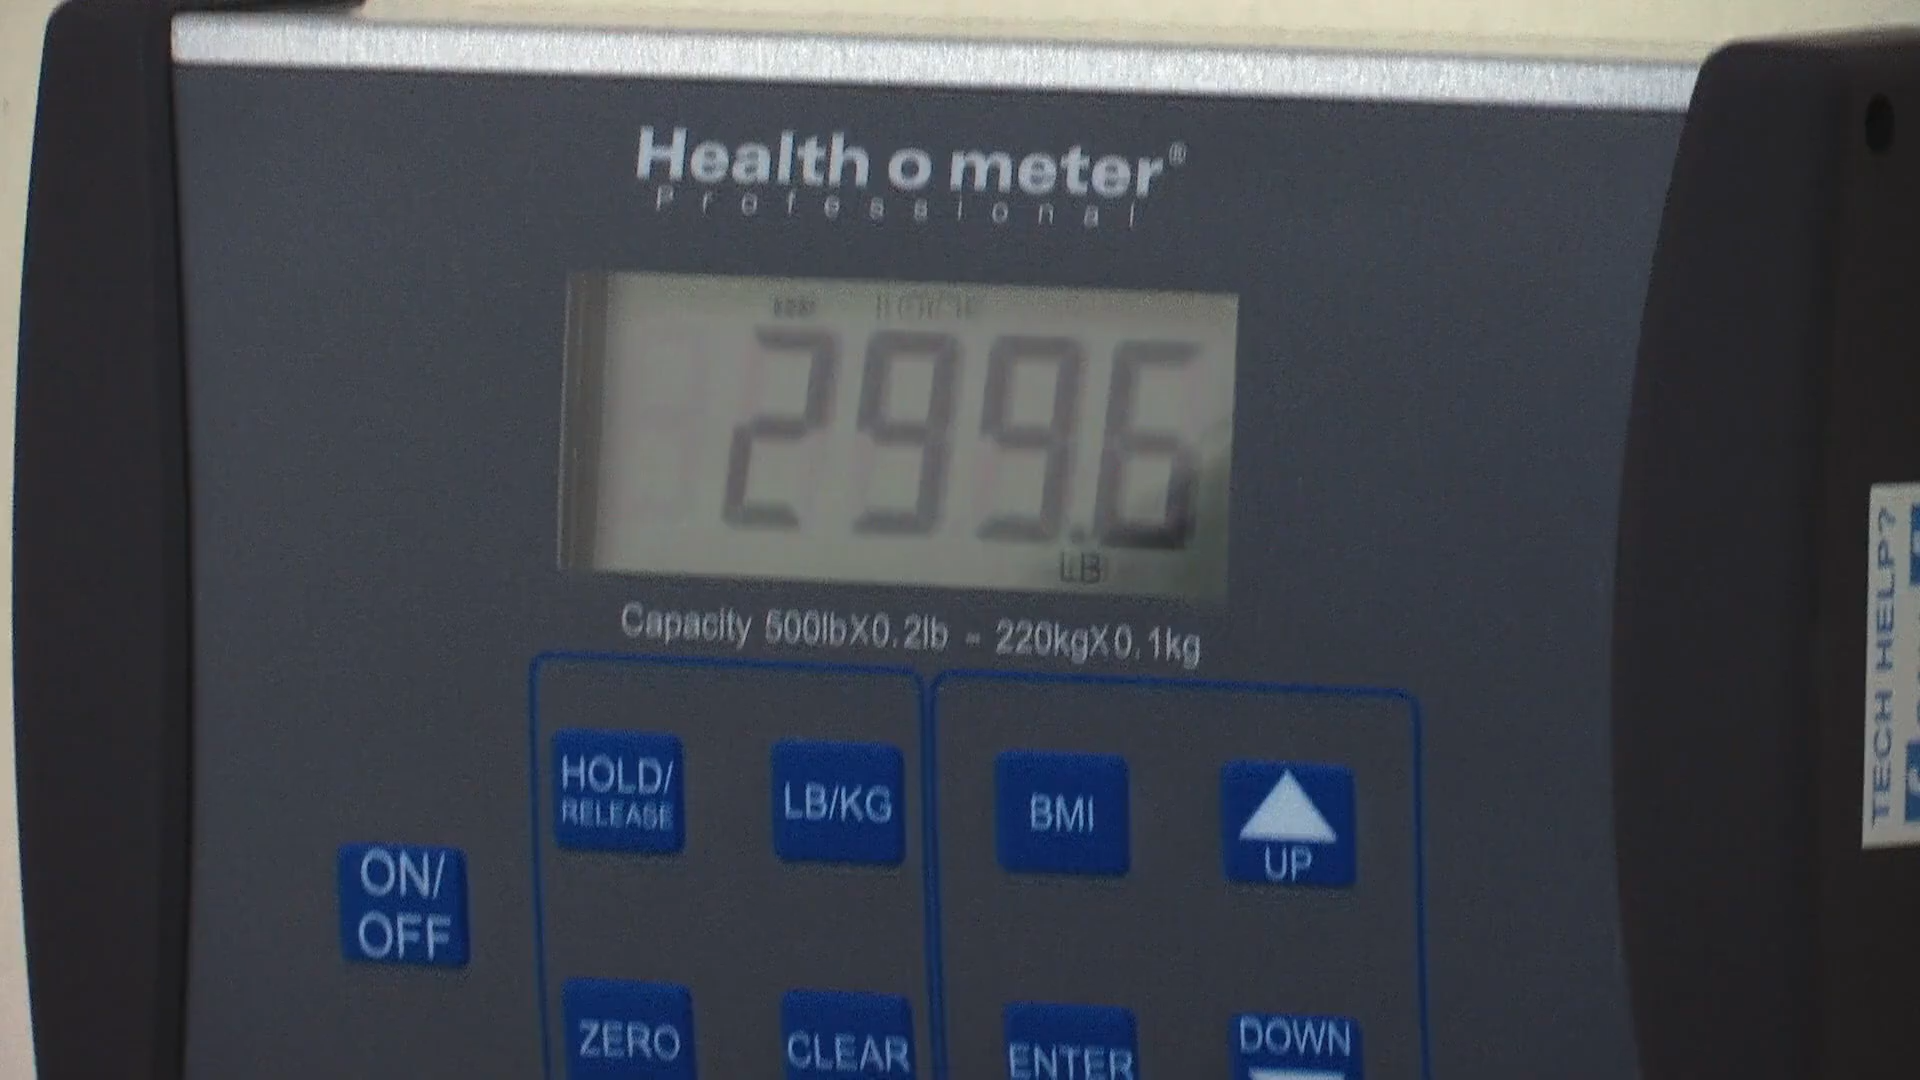 Health o meter®
Professional
299.6
LB
Capacity 500lbX0.2lb - 220kgX0.1kg
HOLD/
RELEASE
LB/KG
BMI
UP
ON/
OFF
ZERO
CLEAR
ENTER
DOWN
TECH HELP?